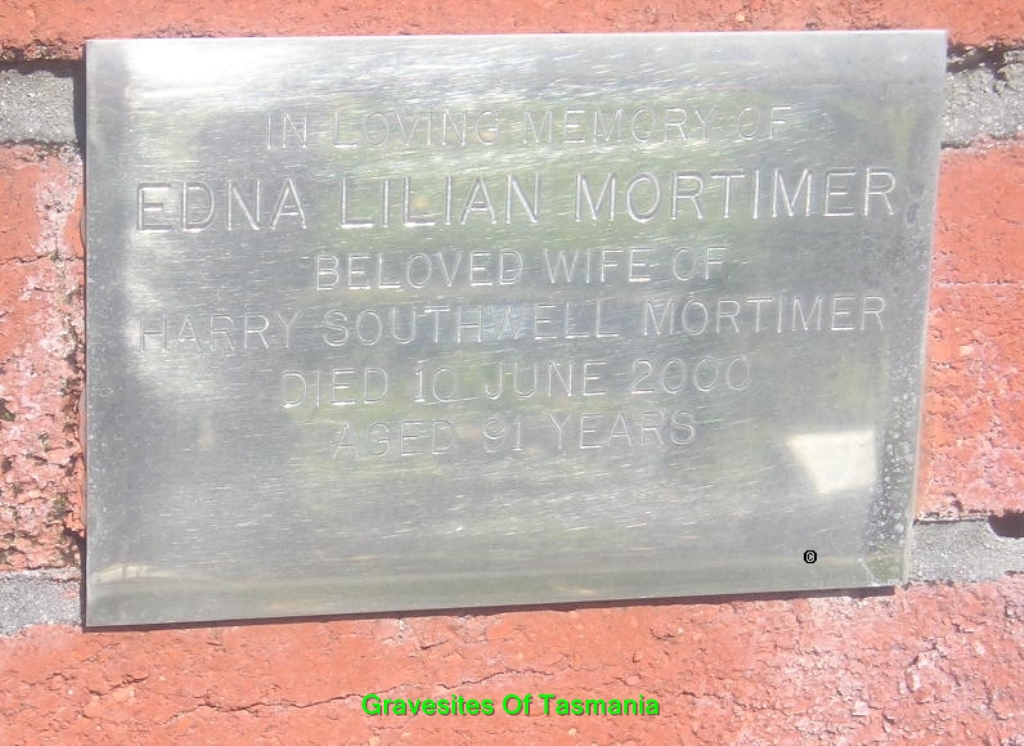 IN LOVING MEMORY OF
EDNA LILIAN MORTIMER
BELOVED WIFE OF
HARRY SOUTHWELL MORTIMER
DIED 10 JUNE 2000
AGED 91 YEARS
©
Gravesites Of Tasmania